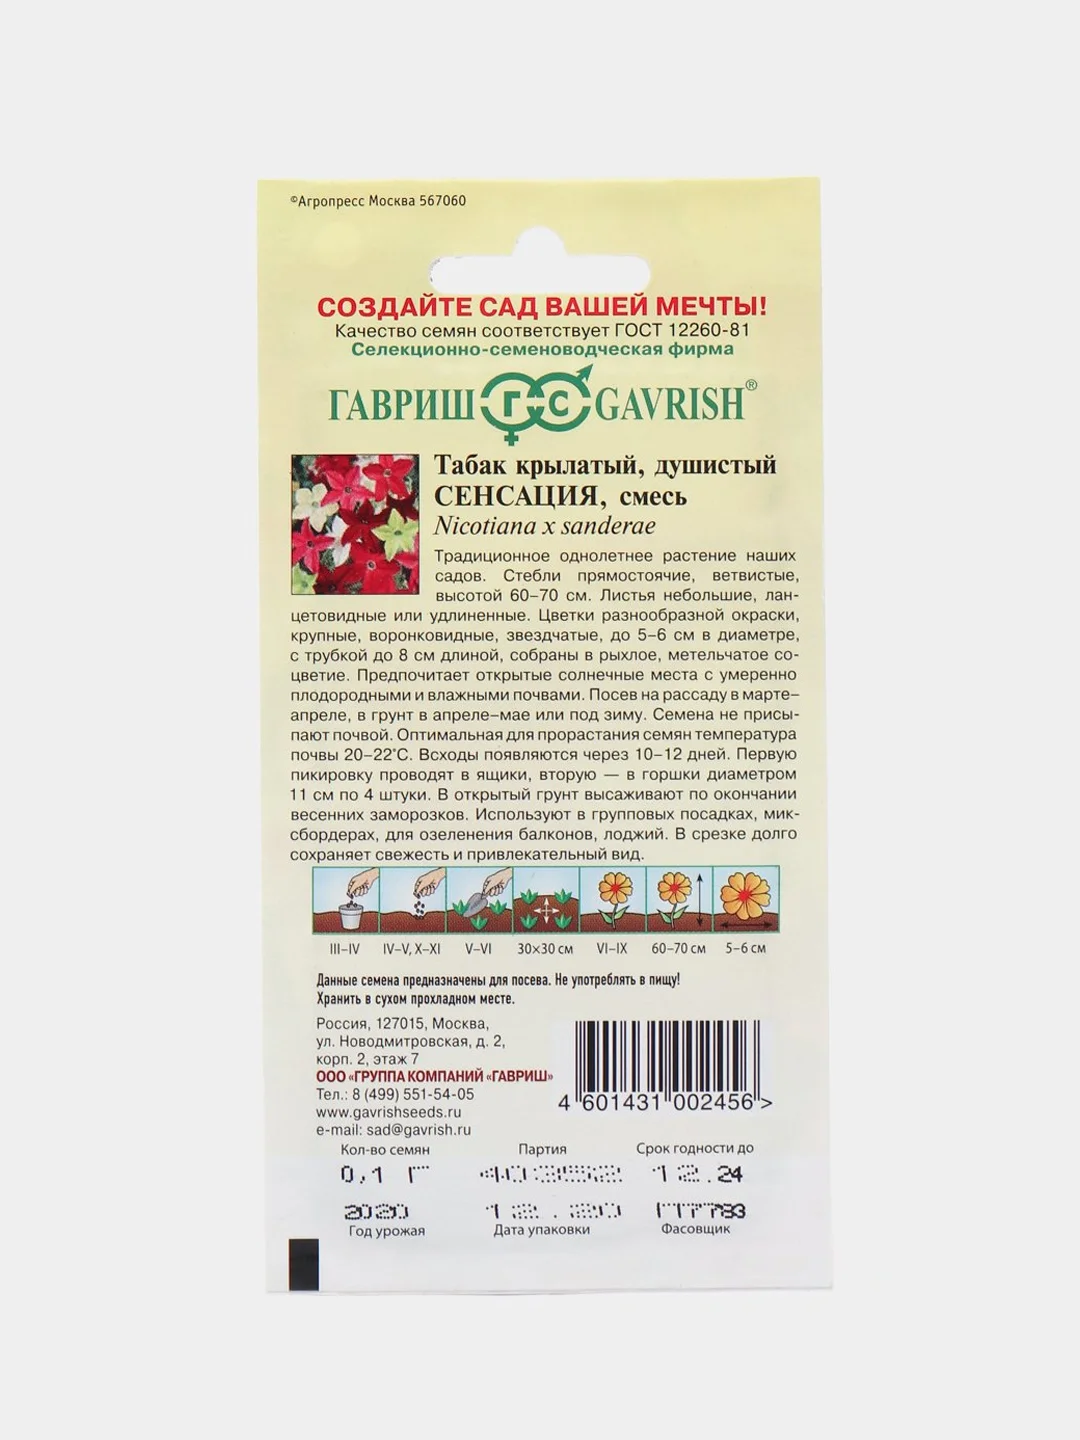 ©Агропресс Москва 567060
СОЗДАЙТЕ САД ВАШЕЙ МЕЧТЫ!
Качество семян соответствует ГОСТ 12260-81
Селекционно-семеноводческая фирма
ГАВРИШ Г С GAVRISH®
Табак крылатый, душистый
СЕНСАЦИЯ, смесь
Nicotiana x sanderae
Традиционное однолетнее растение наших
садов. Стебли прямостоячие, ветвистые,
высотой 60–70 см. Листья небольшие, лан-
цетовидные или удлиненные. Цветки разнообразной окраски,
крупные, воронковидные, звездчатые, до 5–6 см в диаметре,
с трубкой до 8 см длиной, собраны в рыхлое, метельчатое со-
цветие. Предпочитает открытые солнечные места с умеренно
плодородными и влажными почвами. Посев на рассаду в марте–
апреле, в грунт в апреле–мае или под зиму. Семена не присы-
пают почвой. Оптимальная для прорастания семян температура
почвы 20–22°С. Всходы появляются через 10–12 дней. Первую
пикировку проводят в ящики, вторую — в горшки диаметром
11 см по 4 штуки. В открытый грунт высаживают по окончании
весенних заморозков. Используют в групповых посадках, мик-
сбордерах, для озеленения балконов, лоджий. В срезке долго
сохраняет свежесть и привлекательный вид.
III–IV IV–V, X–XI V–VI 30×30 см VI–IX 60–70 см 5–6 см
Данные семена предназначены для посева. Не употреблять в пищу!
Хранить в сухом прохладном месте.
Россия, 127015, Москва,
ул. Новодмитровская, д. 2,
корп. 2, этаж 7
ООО «ГРУППА КОМПАНИЙ «ГАВРИШ»
Тел.: 8 (499) 551-54-05
www.gavrishseeds.ru
e-mail: sad@gavrish.ru
4 601431 002456 >
Кол-во семян Партия Срок годности до
0,1 Г 12.24
2020 12.20
Год урожая Дата упаковки Фасовщик